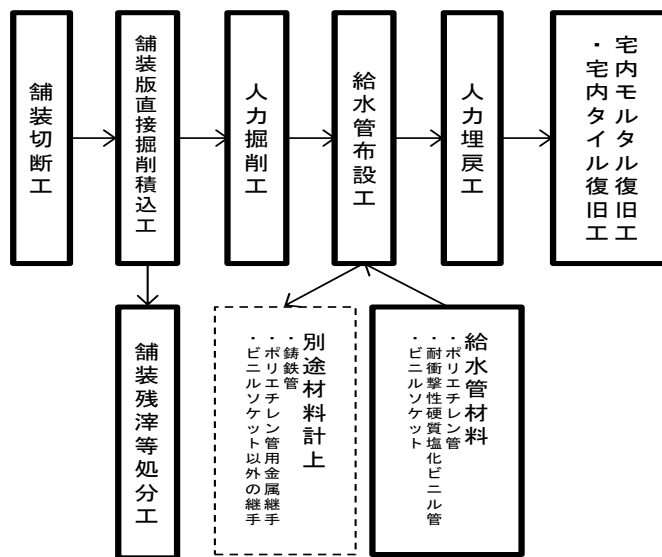 舗装切断工
舗装版直接掘削積込工
人力掘削工
給水管布設工
人力埋戻工
宅内モルタル復旧工
・宅内タイル復旧工
舗装残滓等処分工
別途材料計上
・鋳鉄管
・ポリエチレン管用金属継手
・ビニルソケット以外の継手
給水管材料
・ポリエチレン管
・耐衝撃性硬質塩化ビニル管
・ビニルソケット